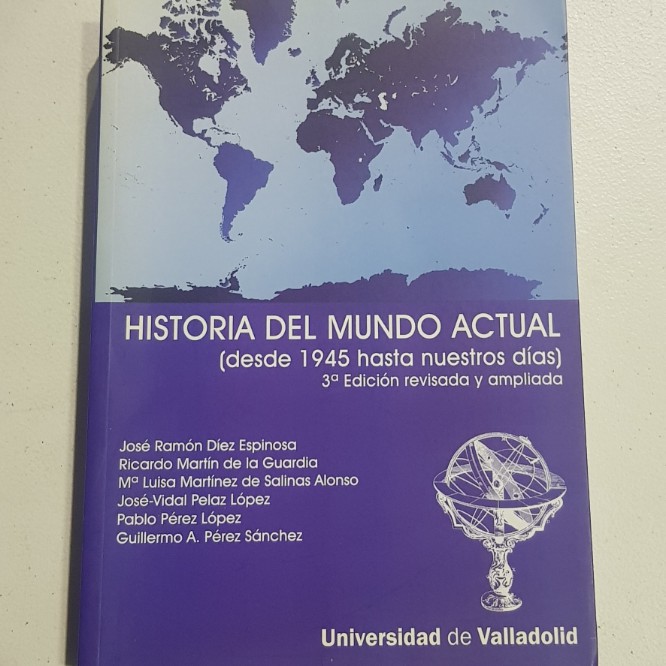 HISTORIA DEL MUNDO ACTUAL
(desde 1945 hasta nuestros días)
3ª Edición revisada y ampliada
José Ramón Díez Espinosa
Ricardo Martín de la Guardia
Mª Luisa Martínez de Salinas Alonso
José-Vidal Pelaz López
Pablo Pérez López
Guillermo A. Pérez Sánchez
Universidad de Valladolid